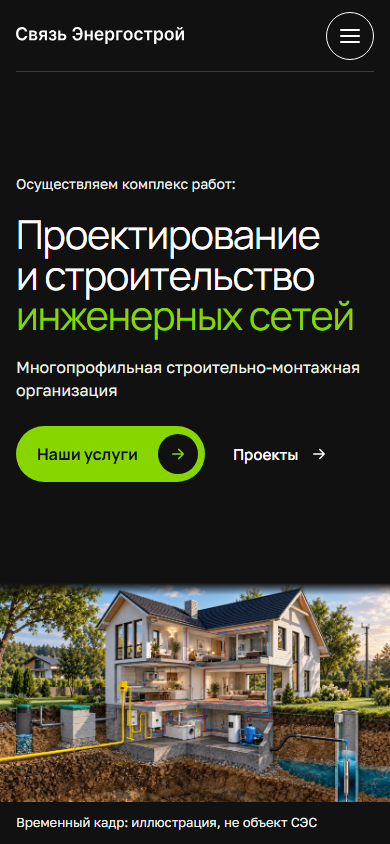 Связь Энергострой
Осуществляем комплекс работ:
Проектирование
и строительство
инженерных сетей
Многопрофильная строительно-монтажная
организация
Наши услуги
Проекты
Временный кадр: иллюстрация, не объект СЭС